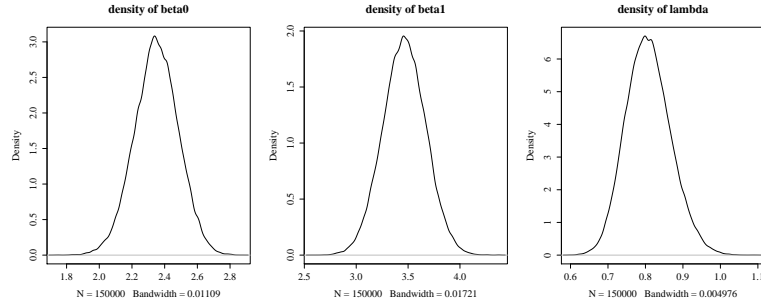 density of beta0
Density
0.0 0.5 1.0 1.5 2.0 2.5 3.0
1.8 2.0 2.2 2.4 2.6 2.8
N = 150000 Bandwidth = 0.01109
density of beta1
Density
0.0 0.5 1.0 1.5 2.0
2.5 3.0 3.5 4.0
N = 150000 Bandwidth = 0.01721
density of lambda
Density
0 1 2 3 4 5 6
0.6 0.7 0.8 0.9 1.0 1.1
N = 150000 Bandwidth = 0.004976